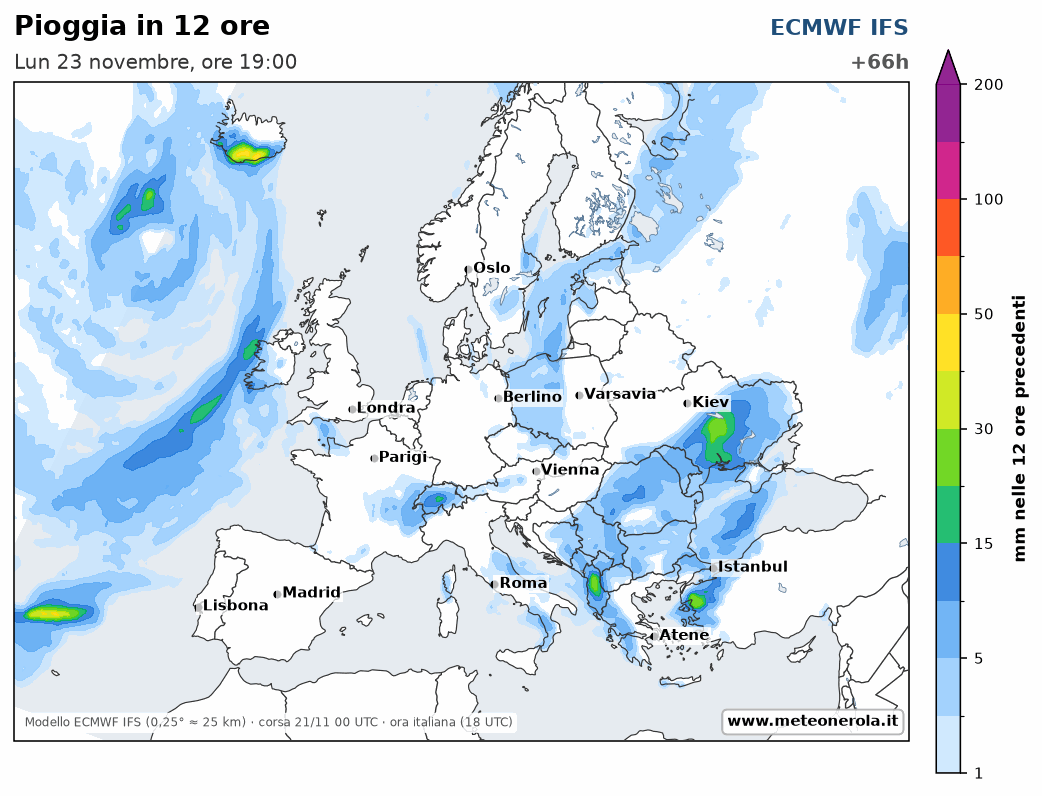 Pioggia in 12 ore
ECMWF IFS
Lun 23 novembre, ore 19:00
+66h
200
100
50
30
15
5
1
mm nelle 12 ore precedenti
Oslo
Berlino
Varsavia
Kiev
Londra
Parigi
Vienna
Istanbul
Roma
Madrid
Lisbona
Atene
Modello ECMWF IFS (0,25° ≈ 25 km) · corsa 21/11 00 UTC · ora italiana (18 UTC)
www.meteonerola.it